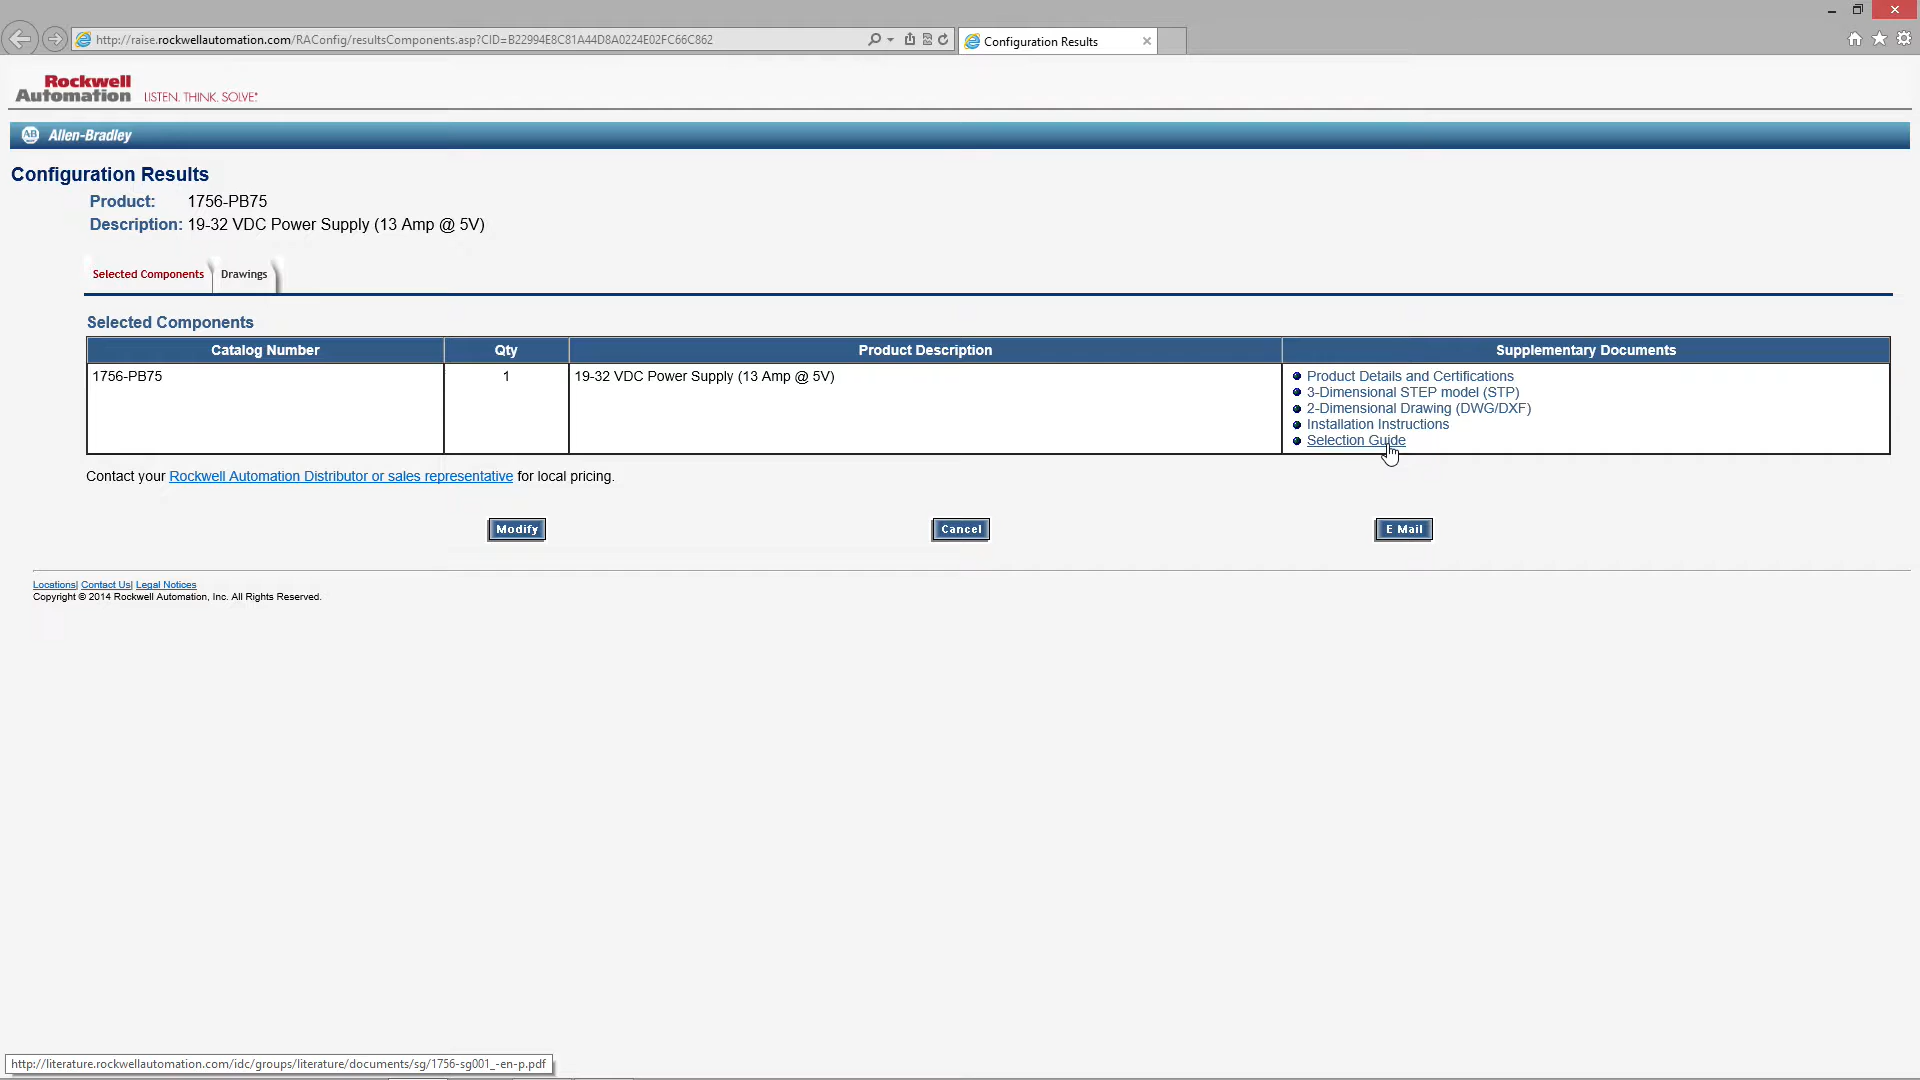 http://raise.rockwellautomation.com/RAConfig/resultsComponents.asp?CID=B22994E8C81A44D8A0224E02FC66C862
Configuration Results
Rockwell
Automation LISTEN. THINK. SOLVE.®
AB Allen-Bradley
Configuration Results
Product: 1756-PB75
Description: 19-32 VDC Power Supply (13 Amp @ 5V)
Selected Components Drawings
Selected Components
Catalog Number Qty Product Description Supplementary Documents
1756-PB75 1 19-32 VDC Power Supply (13 Amp @ 5V) Product Details and Certifications
3-Dimensional STEP model (STP)
2-Dimensional Drawing (DWG/DXF)
Installation Instructions
Selection Guide
Contact your Rockwell Automation Distributor or sales representative for local pricing.
Modify Cancel E Mail
Locations| Contact Us| Legal Notices
Copyright © 2014 Rockwell Automation, Inc. All Rights Reserved.
http://literature.rockwellautomation.com/idc/groups/literature/documents/sg/1756-sg001_-en-p.pdf